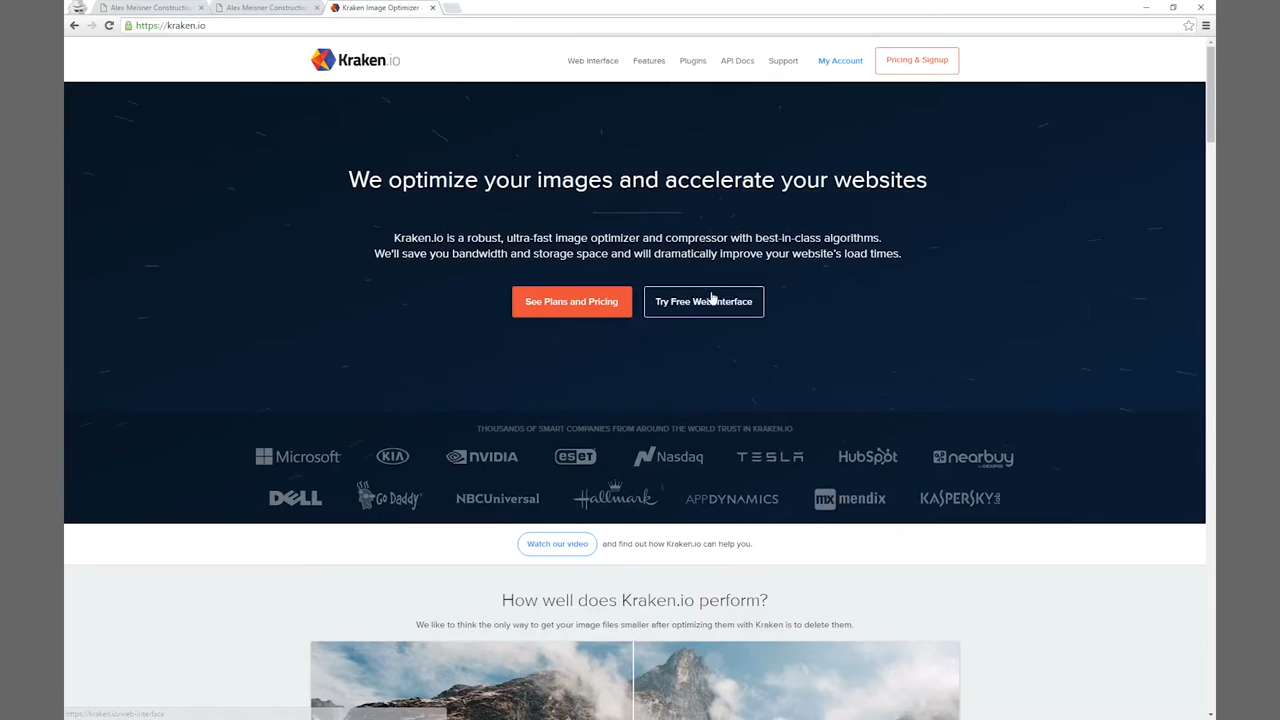 Alex Meisner Constructio
Alex Meisner Construction
Kraken Image Optimizer
https://kraken.io
Kraken.io
Web Interface
Features
Plugins
API Docs
Support
My Account
Pricing & Signup
We optimize your images and accelerate your websites
Kraken.io is a robust, ultra-fast image optimizer and compressor with best-in-class algorithms.
We'll save you bandwidth and storage space and will dramatically improve your website's load times.
See Plans and Pricing
Try Free Web Interface
THOUSANDS OF SMART COMPANIES FROM AROUND THE WORLD TRUST IN KRAKEN.IO
Microsoft
KIA
NVIDIA
eset
Nasdaq
TESLA
HubSpot
nearbuy
DELL
Go Daddy
NBCUniversal
Hallmark
APPDYNAMICS
mx mendix
KASPERSKY
Watch our video and find out how Kraken.io can help you.
How well does Kraken.io perform?
We like to think the only way to get your image files smaller after optimizing them with Kraken is to delete them.
https://kraken.io/web-interface